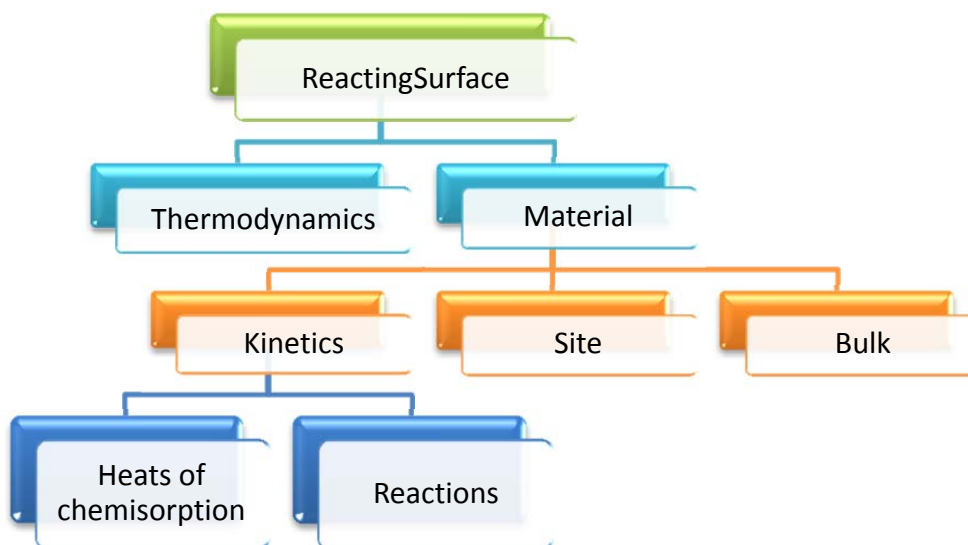 ReactingSurface
Thermodynamics
Material
Kinetics
Site
Bulk
Heats of
chemisorption
Reactions